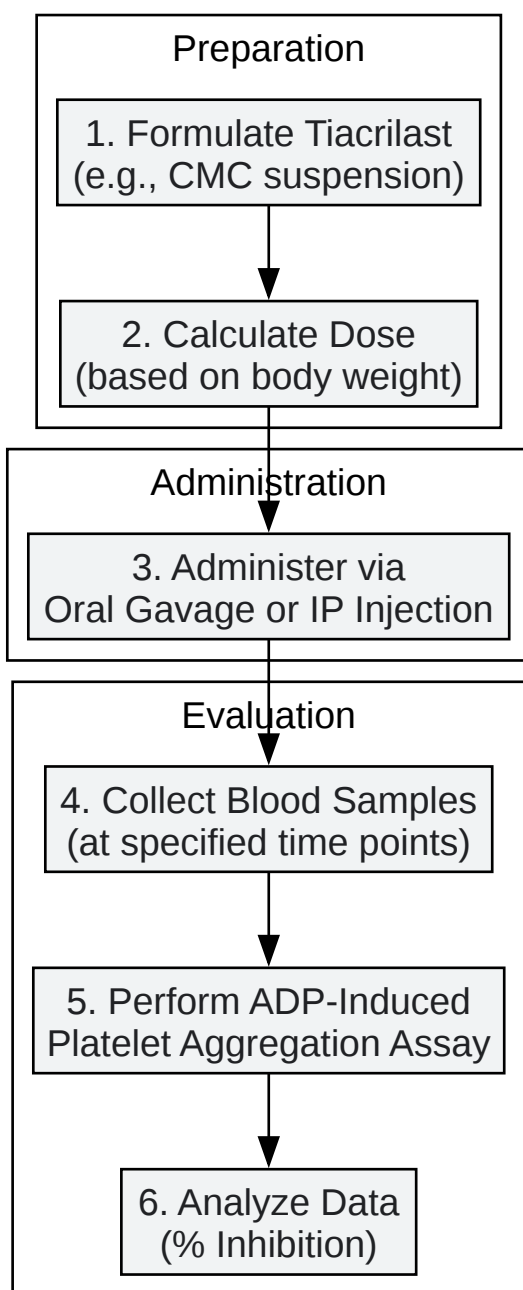 Preparation
1. Formulate Tiacrilast
(e.g., CMC suspension)
2. Calculate Dose
(based on body weight)
Administration
3. Administer via
Oral Gavage or IP Injection
Evaluation
4. Collect Blood Samples
(at specified time points)
5. Perform ADP-Induced
Platelet Aggregation Assay
6. Analyze Data
(% Inhibition)